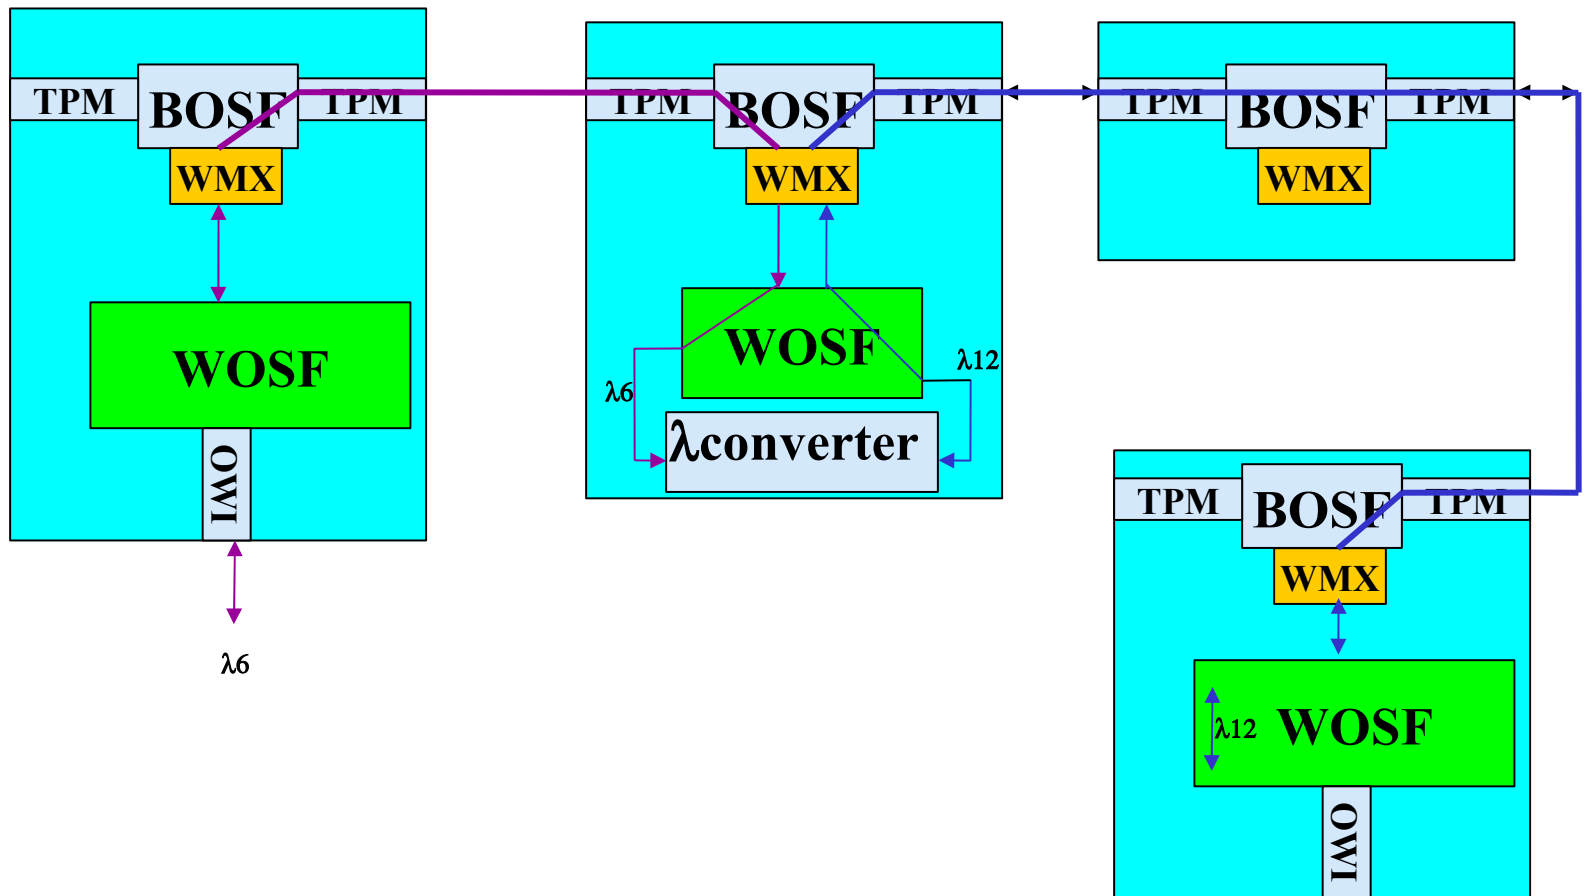 TPM
BOSF
TPM
WMX
WOSF
OWI
λ6
TPM
BOSF
TPM
WMX
WOSF
λ6
λ12
λconverter
TPM
BOSF
TPM
WMX
TPM
BOSF
TPM
WMX
λ12
WOSF
OWI